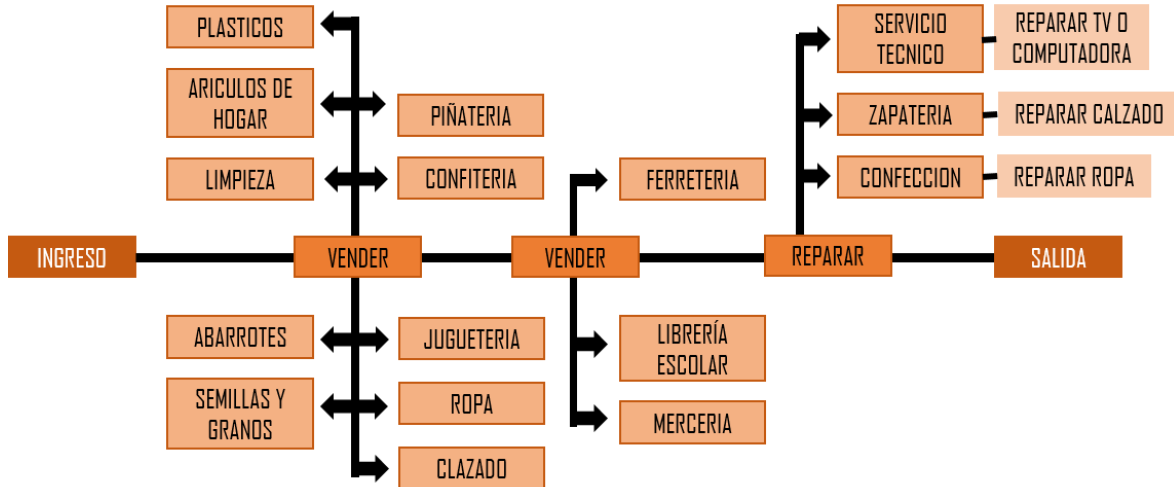 PLASTICOS
ARICULOS DE
HOGAR
PIÑATERIA
LIMPIEZA
CONFITERIA
FERRETERIA
SERVICIO
TECNICO
REPARAR TV O
COMPUTADORA
ZAPATERIA
REPARAR CALZADO
CONFECCION
REPARAR ROPA
INGRESO
VENDER
VENDER
REPARAR
SALIDA
ABARROTES
JUGUETERIA
LIBRERÍA
ESCOLAR
SEMILLAS Y
GRANOS
ROPA
MERCERIA
CLAZADO